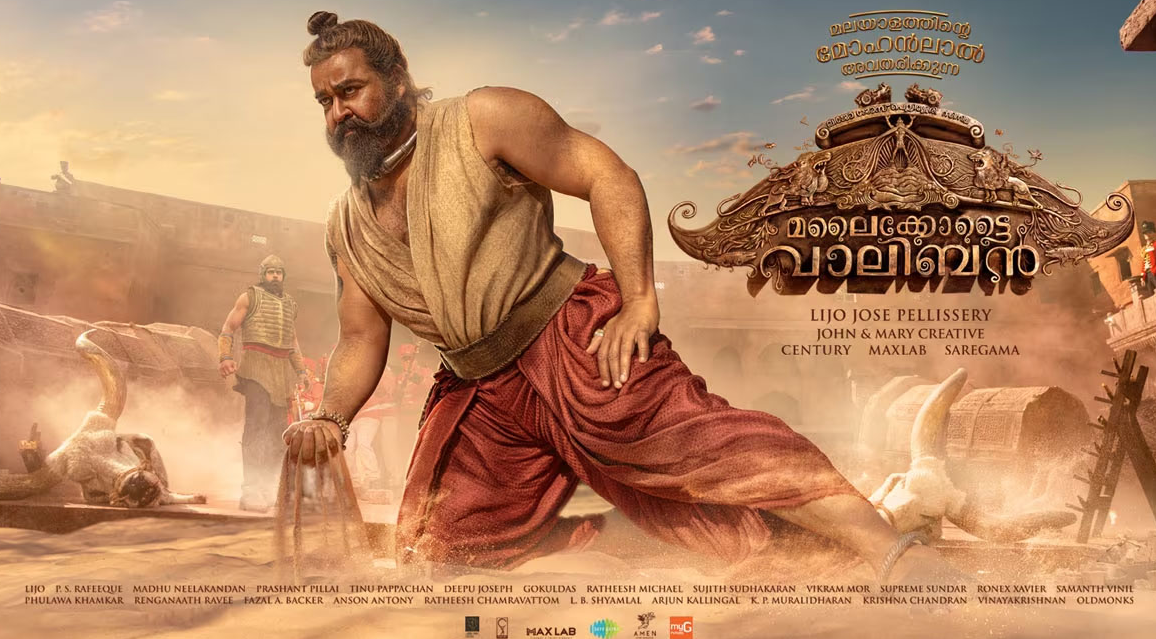 മലയാളത്തിന്റെ
മോഹൻലാൽ
അവതരിക്കുന്ന
മലൈക്കോട്ടൈ
വാലിബൻ
LIJO JOSE PELLISSERY
JOHN & MARY CREATIVE
CENTURY MAXLAB SAREGAMA
LIJO P. S. RAFEEQUE MADHU NEELAKANDAN PRASHANT PILLAI TINU PAPPACHAN DEEPU JOSEPH GOKULDAS RATHEESH MICHAEL SUJITH SUDHAKARAN VIKRAM MOR SUPREME SUNDAR RONEX XAVIER SAMANTH VINIL
PHULAWA KHAMKAR RENGANAATH RAVEE FAZAL A. BACKER ANSON ANTONY RATHEESH CHAMRAVATTOM L. B. SHYAMLAL ARJUN KALLINGAL K. P. MURALIDHARAN KRISHNA CHANDRAN VINAYAKRISHNAN OLDMONKS
MAXLAB AMEN myG